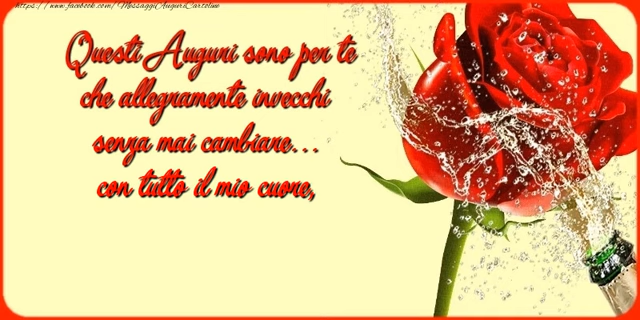 https://www.facebook.com/MessaggiAuguriCartoline
Questi Auguri sono per te
che allegramente invecchi
senza mai cambiare...
con tutto il mio cuore,